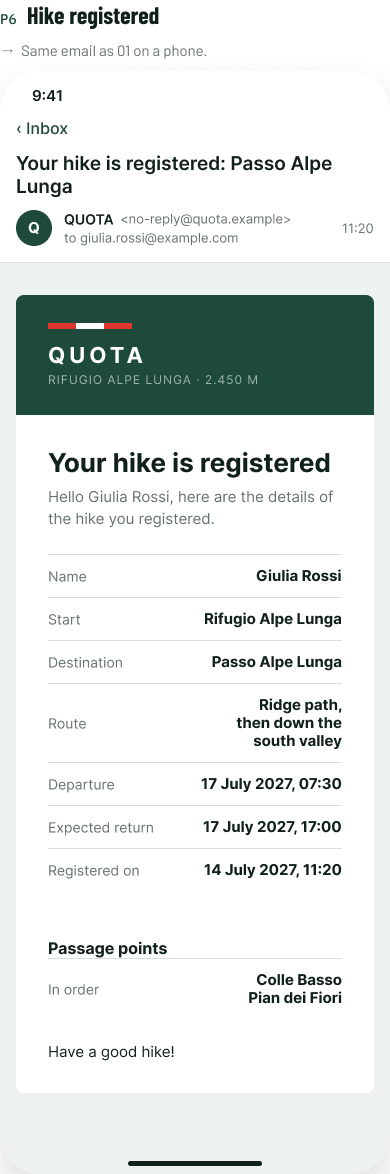 P6 Hike registered
→ Same email as 01 on a phone.
9:41
‹ Inbox
Your hike is registered: Passo Alpe
Lunga
Q QUOTA <no-reply@quota.example> 11:20
to giulia.rossi@example.com
QUOTA
RIFUGIO ALPE LUNGA · 2.450 M
Your hike is registered
Hello Giulia Rossi, here are the details of
the hike you registered.
Name Giulia Rossi
Start Rifugio Alpe Lunga
Destination Passo Alpe Lunga
Route Ridge path,
then down the
south valley
Departure 17 July 2027, 07:30
Expected return 17 July 2027, 17:00
Registered on 14 July 2027, 11:20
Passage points
In order Colle Basso
Pian dei Fiori
Have a good hike!